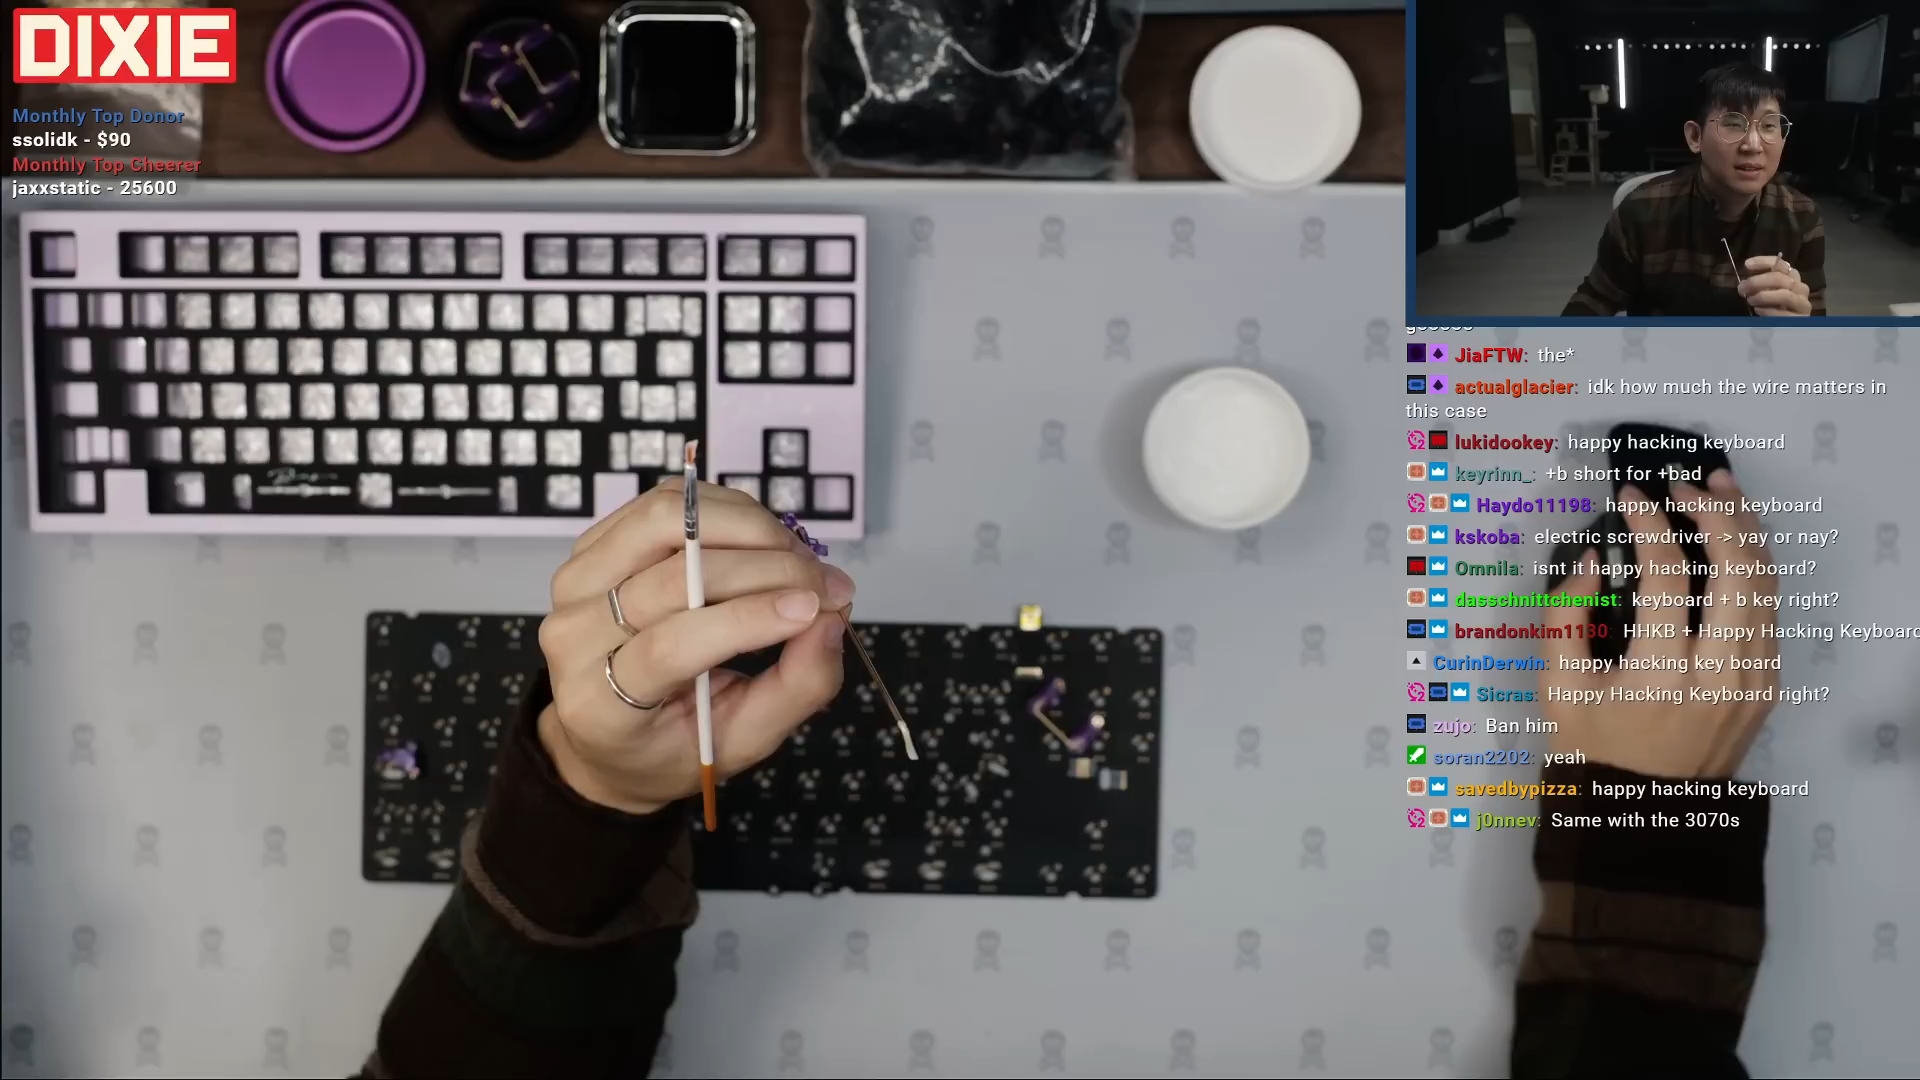 DIXIE
Monthly Top Donor
ssolidk - $90
Monthly Top Cheerer
jaxxstatic - 25600
JiaFTW: the*
actualglacier: idk how much the wire matters in
this case
lukidookey: happy hacking keyboard
keyrinn_: +b short for +bad
Haydo11198: happy hacking keyboard
kskoba: electric screwdriver -> yay or nay?
Omnila: isnt it happy hacking keyboard?
dasschnittchenist: keyboard + b key right?
brandonkim1130: HHKB + Happy Hacking Keyboard
CurinDerwin: happy hacking key board
Sicras: Happy Hacking Keyboard right?
zujo: Ban him
soran2202: yeah
savedbypizza: happy hacking keyboard
j0nnev: Same with the 3070s